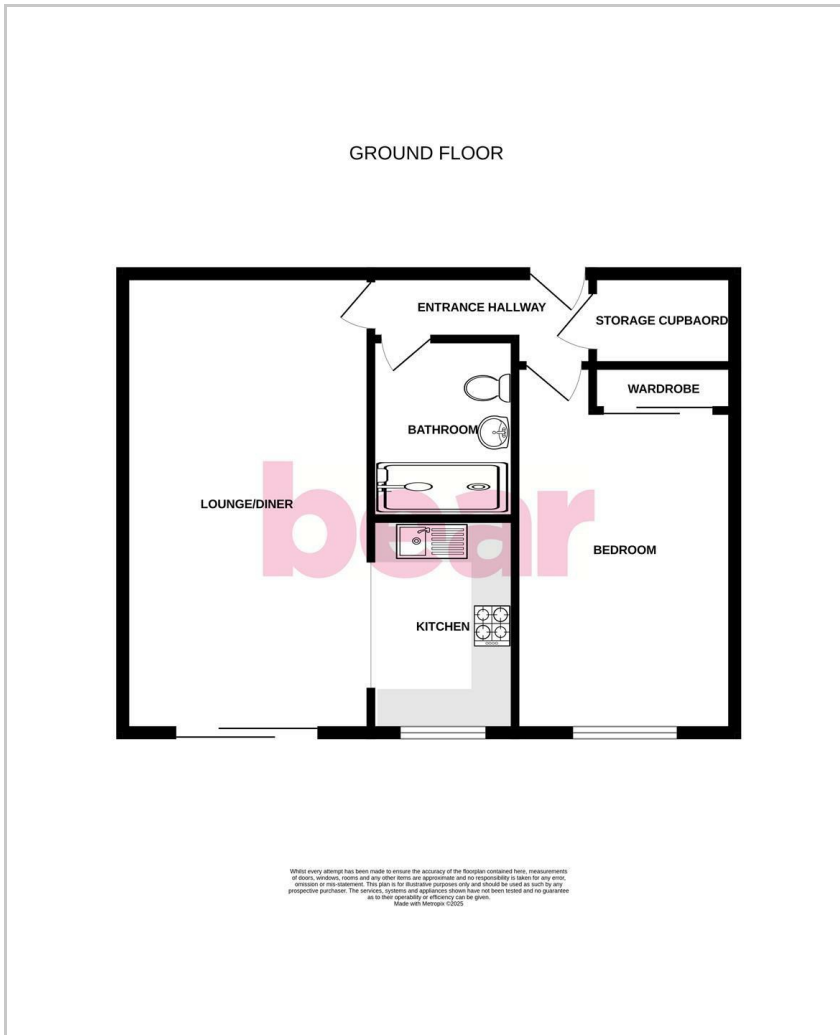 GROUND FLOOR
ENTRANCE HALLWAY
STORAGE CUPBAORD
WARDROBE
BATHROOM
LOUNGE/DINER
bear
BEDROOM
KITCHEN
Whilst every attempt has been made to ensure the accuracy of the floorplan contained here, measurements
of doors, windows, rooms and any other items are approximate and no responsibility is taken for any error,
omission or mis-statement. This plan is for illustrative purposes only and should be used as such by any
prospective purchaser. The services, systems and appliances shown have not been tested and no guarantee
as to their operability or efficiency can be given.
Made with Metropix ©2025